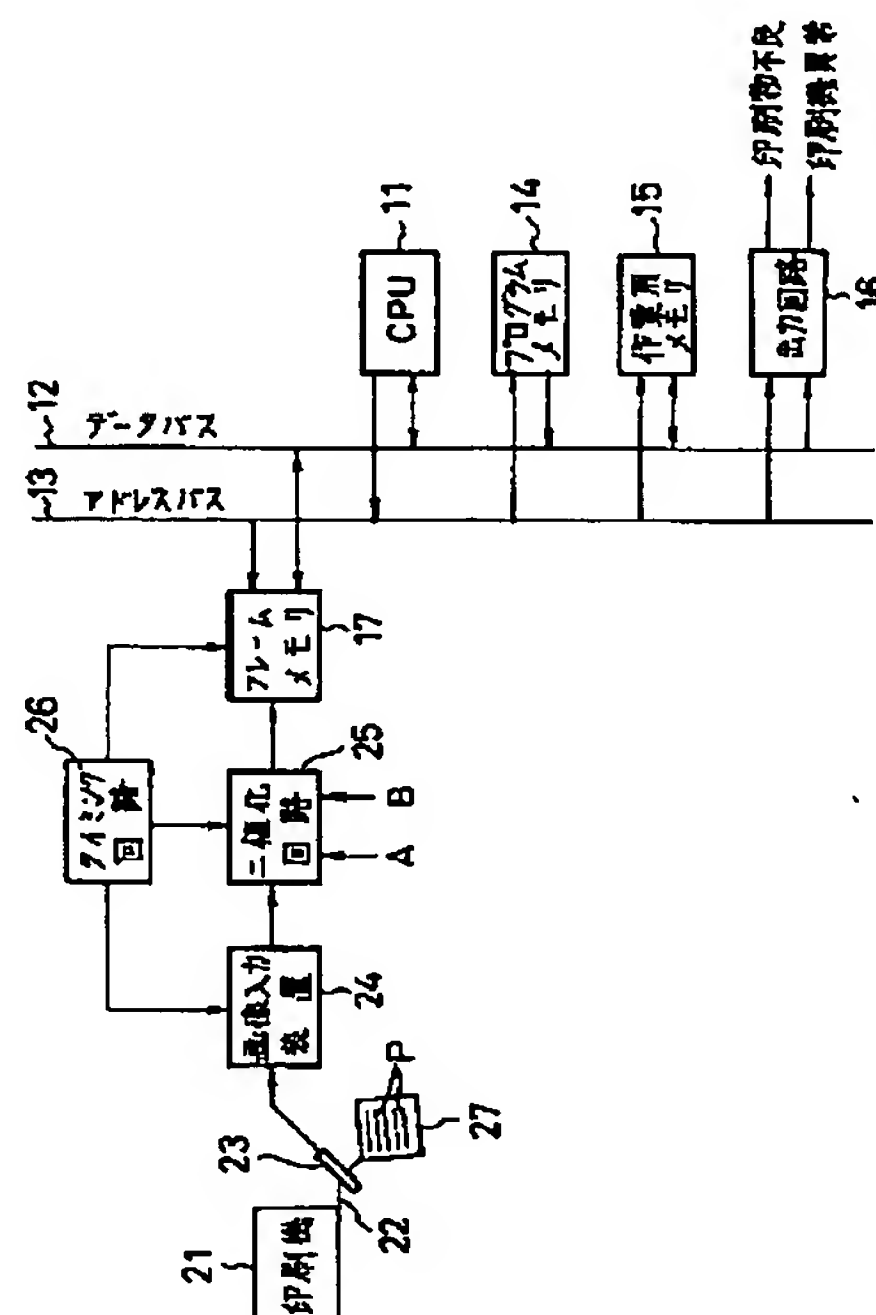 26
タイミング
回路
21
印刷機
22
23
27
P
画像入力
装置
24
二値化
回路
25
A
B
フレーム
メモリ
17
13
アドレスバス
12
データバス
CPU
11
プログラム
メモリ
14
作業用
メモリ
15
出力回路
16
印刷物不良
印刷機異常